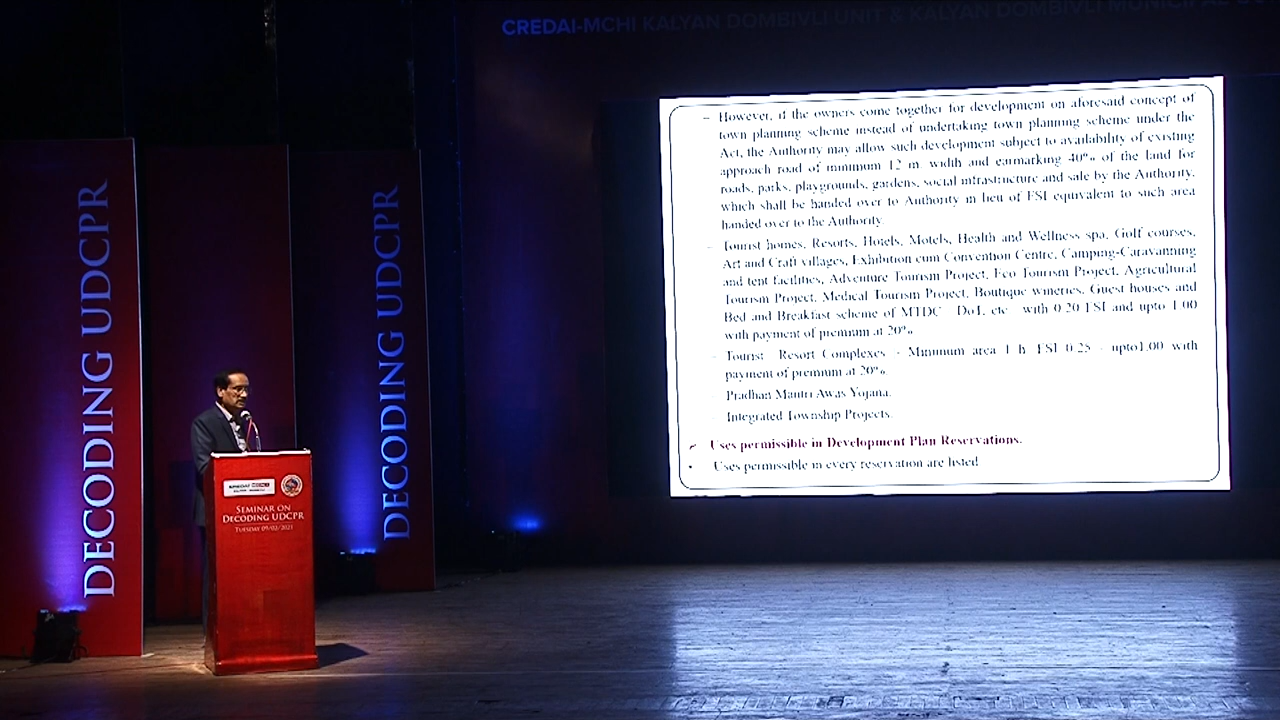 CREDAI-MCHI KALYAN DOMBIVLI UNIT & KALYAN DOMBIVLI MUNICIPAL
– However, if the owners come together for development on aforesaid concept of
town planning scheme instead of undertaking town planning scheme under the
Act, the Authority may allow such development subject to availability of existing
approach road of minimum 12 m. width and earmarking 40% of the land for
roads, parks, playgrounds, gardens, social infrastructure and sale by the Authority,
which shall be handed over to Authority in lieu of FSI equivalent to such area
handed over to the Authority.
– Tourist homes, Resorts, Hotels, Motels, Health and Wellness spa, Golf courses,
Art and Craft villages, Exhibition cum Convention Centre, Camping-Caravanning
and tent facilities, Adventure Tourism Project, Eco Tourism Project, Agricultural
Tourism Project, Medical Tourism Project, Boutique wineries, Guest houses and
Bed and Breakfast scheme of MTDC DoT, etc with 0.20 FSI and upto 1.00
with payment of premium at 20%
– Tourist Resort Complexes - Minimum area 1 h FSI 0.25 - upto1.00 with
payment of premium at 20%.
– Pradhan Mantri Awas Yojana.
– Integrated Township Projects.
Uses permissible in Development Plan Reservations.
• Uses permissible in every reservation are listed
DECODING UDCPR
DECODING UDCPR
SEMINAR ON
DECODING UDCPR
TUESDAY 09/02/2021